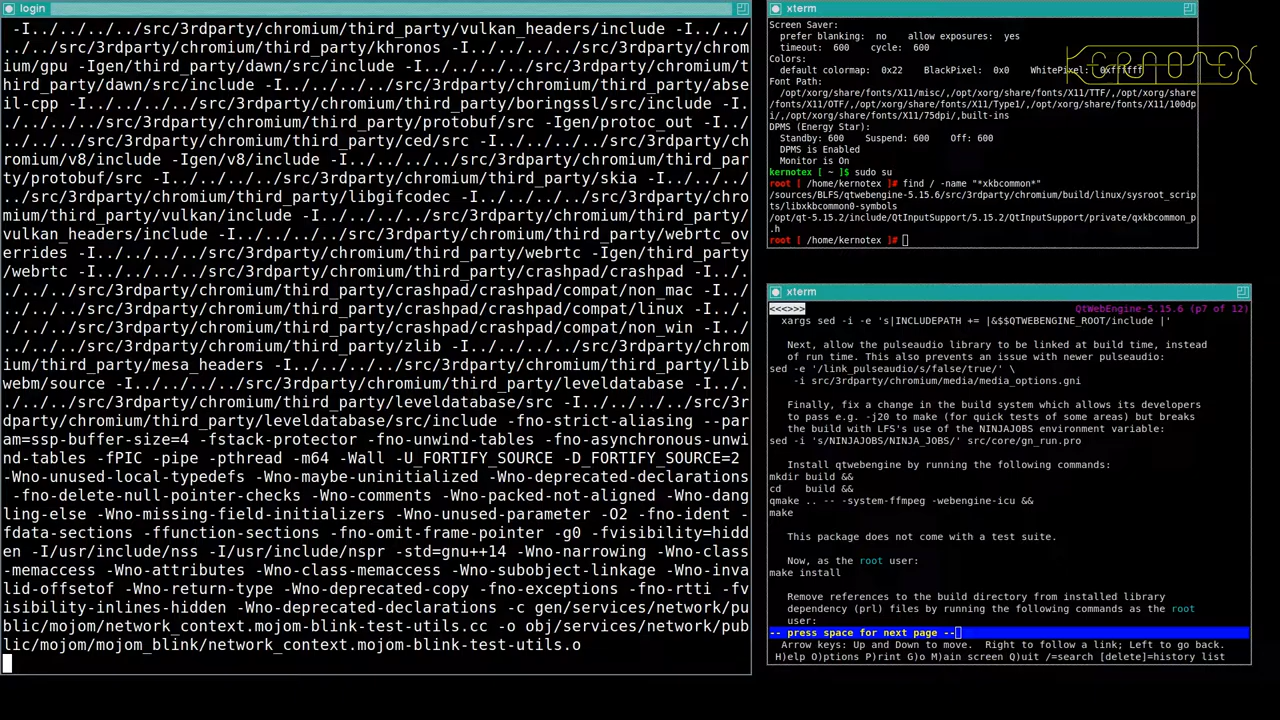 login
-I../../../../src/3rdparty/chromium/third_party/vulkan_headers/include -I../../
../../src/3rdparty/chromium/third_party/khronos -I../../../../src/3rdparty/chrom
ium/gpu -Igen/third_party/dawn/src/include -I../../../../src/3rdparty/chromium/t
hird_party/dawn/src/include -I../../../../src/3rdparty/chromium/third_party/abse
il-cpp -I../../../../src/3rdparty/chromium/third_party/boringssl/src/include -I.
./../../../src/3rdparty/chromium/third_party/protobuf/src -Igen/protoc_out -I../
../../../src/3rdparty/chromium/third_party/ced/src -I../../../../src/3rdparty/ch
romium/v8/include -Igen/v8/include -I../../../../src/3rdparty/chromium/third_par
ty/protobuf/src -I../../../../src/3rdparty/chromium/third_party/skia -I../../../
../src/3rdparty/chromium/third_party/libgifcodec -I../../../../src/3rdparty/chro
mium/third_party/vulkan/include -I../../../../src/3rdparty/chromium/third_party/
vulkan_headers/include -I../../../../src/3rdparty/chromium/third_party/webrtc_ov
errides -I../../../../src/3rdparty/chromium/third_party/webrtc -Igen/third_party
/webrtc -I../../../../src/3rdparty/chromium/third_party/crashpad/crashpad -I../.
./../../src/3rdparty/chromium/third_party/crashpad/crashpad/compat/non_mac -I../
../../../src/3rdparty/chromium/third_party/crashpad/crashpad/compat/linux -I../.
./../../src/3rdparty/chromium/third_party/crashpad/crashpad/compat/non_win -I../
../../../src/3rdparty/chromium/third_party/zlib -I../../../../src/3rdparty/chrom
ium/third_party/mesa_headers -I../../../../src/3rdparty/chromium/third_party/lib
webm/source -I../../../../src/3rdparty/chromium/third_party/leveldatabase -I../.
./../../src/3rdparty/chromium/third_party/leveldatabase/src -I../../../../src/3rd
party/chromium/third_party/leveldatabase/src/include -fno-strict-aliasing --par
am=ssp-buffer-size=4 -fstack-protector -fno-unwind-tables -fno-asynchronous-unwi
nd-tables -fPIC -pipe -pthread -m64 -Wall -U_FORTIFY_SOURCE -D_FORTIFY_SOURCE=2
-Wno-unused-local-typedefs -Wno-maybe-uninitialized -Wno-deprecated-declarations
-fno-delete-null-pointer-checks -Wno-comments -Wno-packed-not-aligned -Wno-dang
ling-else -Wno-missing-field-initializers -Wno-unused-parameter -O2 -fno-ident -
fdata-sections -ffunction-sections -fno-omit-frame-pointer -g0 -fvisibility=hidd
en -I/usr/include/nss -I/usr/include/nspr -std=gnu++14 -Wno-narrowing -Wno-class
-memaccess -Wno-attributes -Wno-class-memaccess -Wno-subobject-linkage -Wno-inva
lid-offsetof -Wno-return-type -Wno-deprecated-copy -fno-exceptions -fno-rtti -fv
isibility-inlines-hidden -Wno-deprecated-declarations -c gen/services/network/pu
blic/mojom/network_context.mojom-blink-test-utils.cc -o obj/services/network/pub
lic/mojom/mojom_blink/network_context.mojom-blink-test-utils.o
xterm
Screen Saver:
prefer blanking: no allow exposures: yes
timeout: 600 cycle: 600
Colors:
default colormap: 0x22 BlackPixel: 0x0 WhitePixel: 0xffffff
KERNOTEX
Font Path:
/opt/xorg/share/fonts/X11/misc/,/opt/xorg/share/fonts/X11/TTF/,/opt/xorg/share
/fonts/X11/OTF/,/opt/xorg/share/fonts/X11/Type1/,/opt/xorg/share/fonts/X11/100dp
i/,/opt/xorg/share/fonts/X11/75dpi/,built-ins
DPMS (Energy Star):
Standby: 600 Suspend: 600 Off: 600
DPMS is Enabled
Monitor is On
kernotex [ ~ ]$ sudo su
root [ /home/kernotex ]# find / -name "*xkbcommon*"
/sources/BLFS/qtwebengine-5.15.6/src/3rdparty/chromium/build/linux/sysroot_scrip
ts/libxkbcommon0-symbols
/opt/qt-5.15.2/include/QtInputSupport/5.15.2/QtInputSupport/private/qxkbcommon_p
.h
root [ /home/kernotex ]#
xterm
<<<>>> QtWebEngine-5.15.6 (p7 of 12)
xargs sed -i -e 's|INCLUDEPATH += |&$$QTWEBENGINE_ROOT/include |'
Next, allow the pulseaudio library to be linked at build time, instead
of run time. This also prevents an issue with newer pulseaudio:
sed -e '/link_pulseaudio/s/false/true/' \
-i src/3rdparty/chromium/media/media_options.gni
Finally, fix a change in the build system which allows its developers
to pass e.g. -j20 to make (for quick tests of some areas) but breaks
the build with LFS's use of the NINJAJOBS environment variable:
sed -i 's/NINJAJOBS/NINJA_JOBS/' src/core/gn_run.pro
Install qtwebengine by running the following commands:
mkdir build &&
cd build &&
qmake .. -- -system-ffmpeg -webengine-icu &&
make
This package does not come with a test suite.
Now, as the root user:
make install
Remove references to the build directory from installed library
dependency (prl) files by running the following commands as the root
user:
-- press space for next page --
Arrow keys: Up and Down to move. Right to follow a link; Left to go back.
H)elp O)ptions P)rint G)o M)ain screen Q)uit /=search [delete]=history list